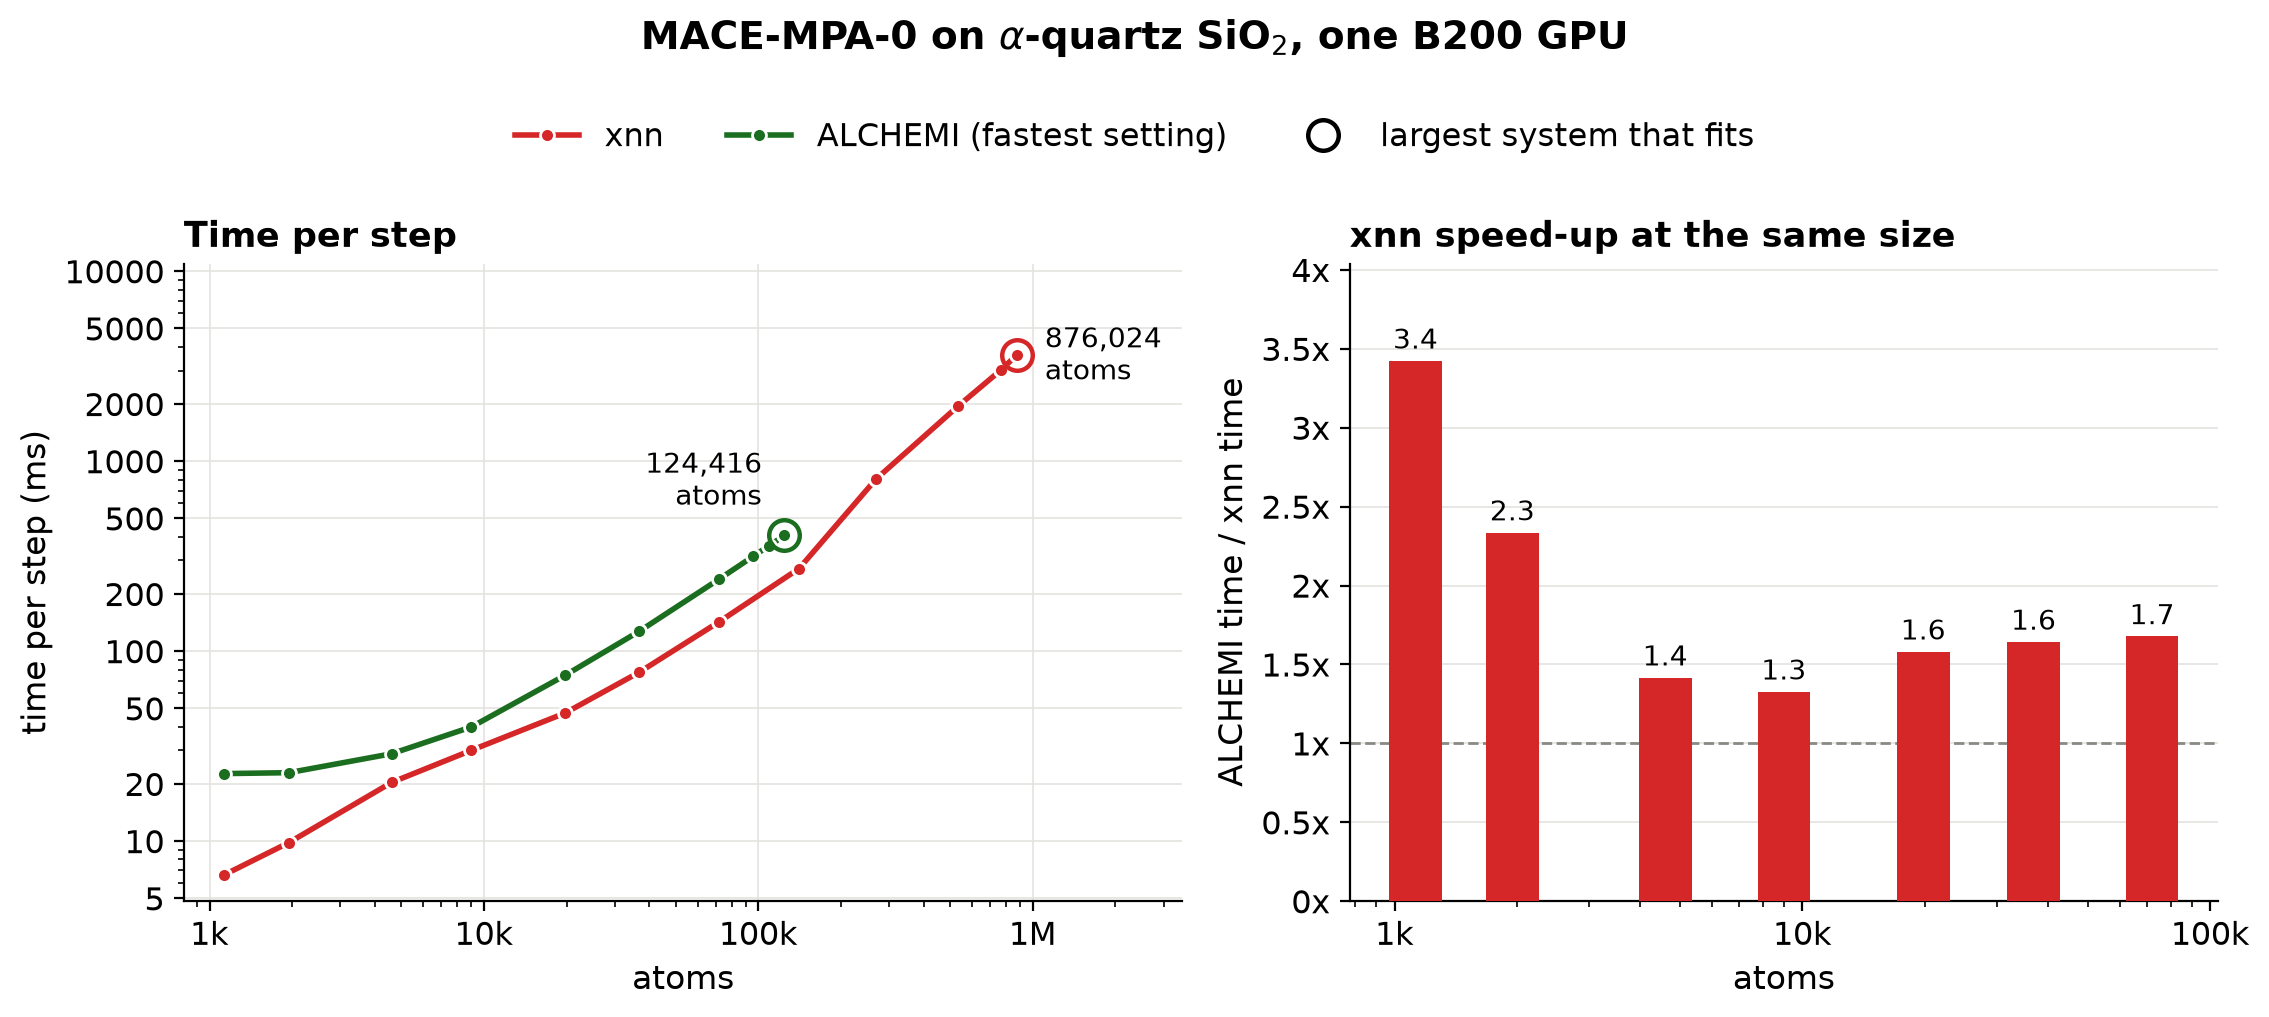 MACE-MPA-0 on α-quartz SiO₂, one B200 GPU
xnn
ALCHEMI (fastest setting)
largest system that fits
Time per step
time per step (ms)
10000
5000
2000
1000
500
200
100
50
20
10
5
876,024
atoms
124,416
atoms
1k
10k
100k
1M
atoms
xnn speed-up at the same size
ALCHEMI time / xnn time
4x
3.5x
3x
2.5x
2x
1.5x
1x
0.5x
0x
3.4
2.3
1.4
1.3
1.6
1.6
1.7
1k
10k
100k
atoms